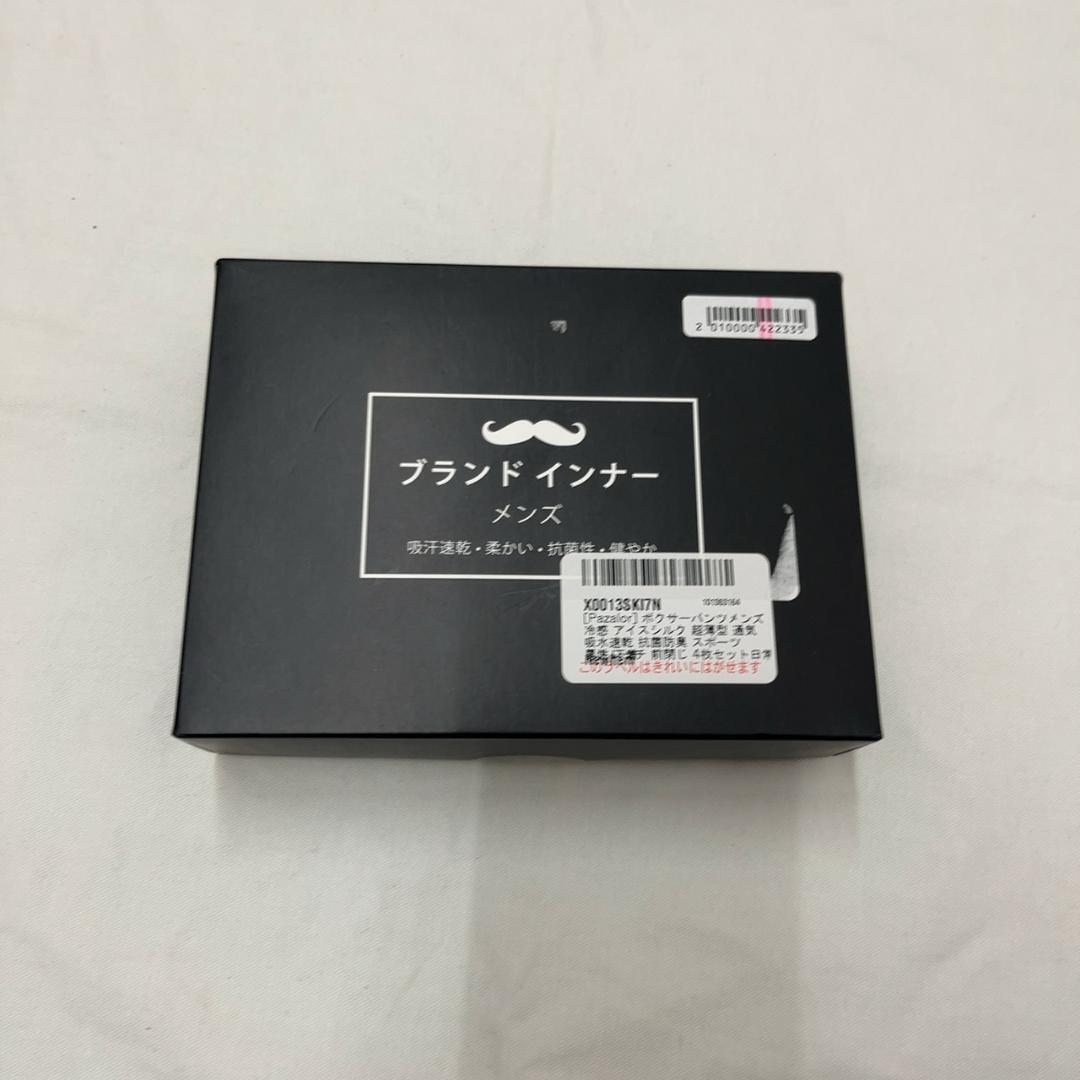 2 010000 422335
ブランド インナー
メンズ
吸汗速乾・柔かい・抗菌性・健やか
X0013SKI7N
101363164
[Pazalor] ボクサーパンツメンズ
冷感 アイスシルク 超薄型 通気
吸水速乾 抗菌防臭 スポーツ
前閉じ 4枚セット日常
このラベルはきれいにはがせます